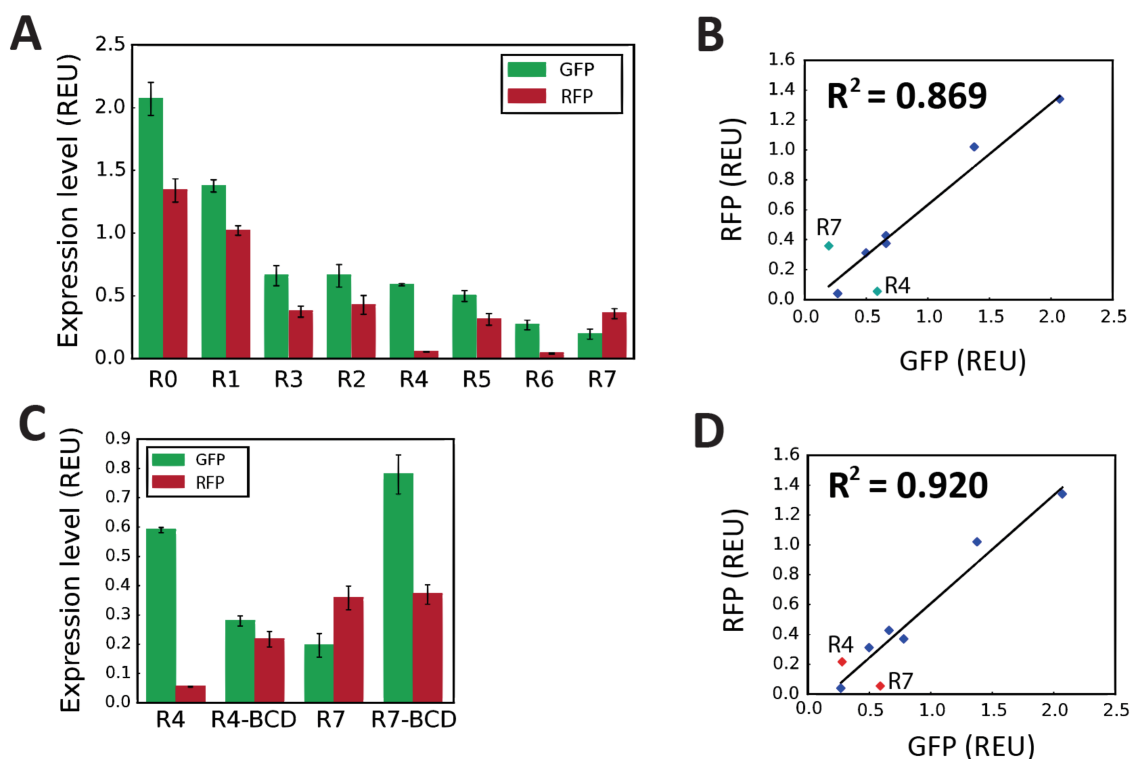 A
Expression level (REU)
2.5
2.0
1.5
1.0
0.5
0.0
GFP
RFP
R0 R1 R3 R2 R4 R5 R6 R7
B
RFP (REU)
1.6
1.4
1.2
1.0
0.8
0.6
0.4
0.2
0.0
R² = 0.869
R7
R4
0.0 0.5 1.0 1.5 2.0 2.5
GFP (REU)
C
Expression level (REU)
0.9
0.8
0.7
0.6
0.5
0.4
0.3
0.2
0.1
0.0
GFP
RFP
R4 R4-BCD R7 R7-BCD
D
RFP (REU)
1.6
1.4
1.2
1.0
0.8
0.6
0.4
0.2
0.0
R² = 0.920
R4
R7
0.0 0.5 1.0 1.5 2.0 2.5
GFP (REU)